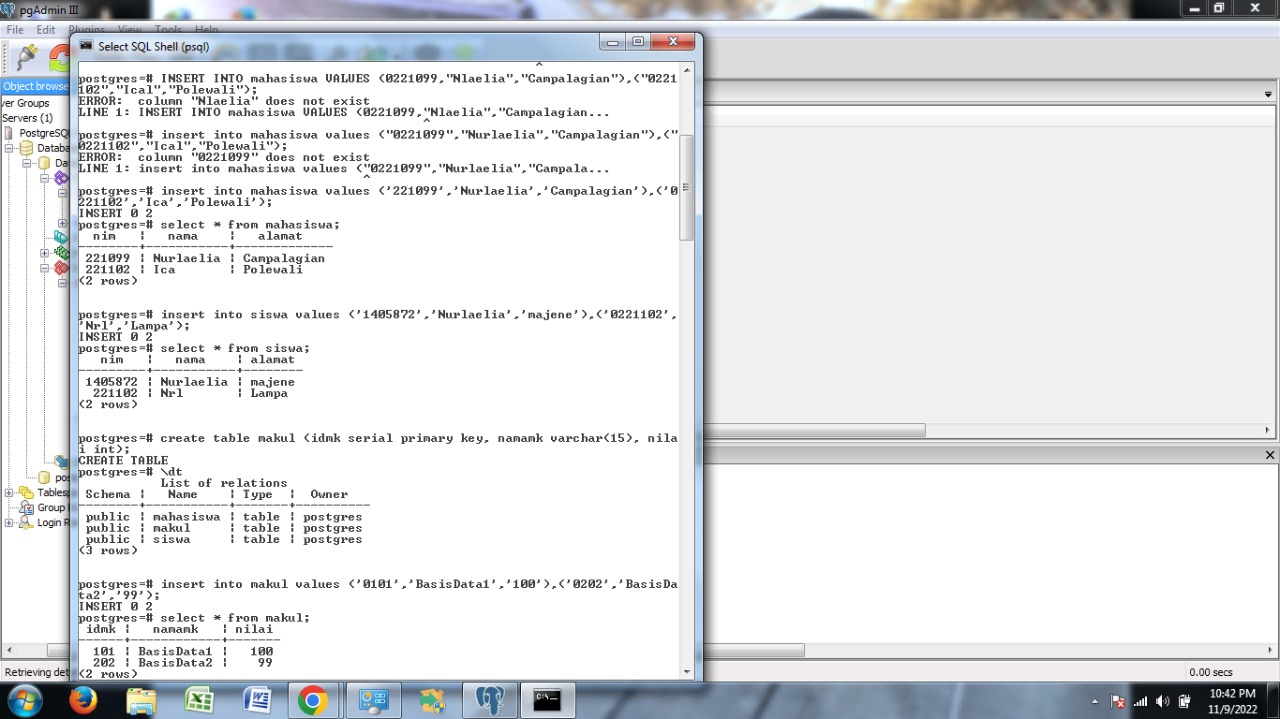 pgAdmin III
File Edit Plugins View Tools Help
Select SQL Shell (psql)
Object browse
ver Groups
Servers (1)
PostgreSQ
Databa
Da
pos
Tables
Group
Login R
^
postgres=# INSERT INTO mahasiswa VALUES (0221099,"Nlaelia","Campalagian"),("0221
102","Ical","Polewali");
ERROR:  column "Nlaelia" does not exist
LINE 1: INSERT INTO mahasiswa VALUES (0221099,"Nlaelia","Campalagian...
^
postgres=# insert into mahasiswa values ("0221099","Nurlaelia","Campalagian"),("
0221102","Ical","Polewali");
ERROR:  column "0221099" does not exist
LINE 1: insert into mahasiswa values ("0221099","Nurlaelia","Campala...
^
postgres=# insert into mahasiswa values ('221099','Nurlaelia','Campalagian'),('0
221102','Ica','Polewali');
INSERT 0 2
postgres=# select * from mahasiswa;
nim | nama | alamat
--------+-----------+-------------
221099 | Nurlaelia | Campalagian
221102 | Ica | Polewali
(2 rows)
postgres=# insert into siswa values ('1405872','Nurlaelia','majene'),('0221102',
'Nrl','Lampa');
INSERT 0 2
postgres=# select * from siswa;
nim | nama | alamat
---------+-----------+--------
1405872 | Nurlaelia | majene
221102 | Nrl | Lampa
(2 rows)
postgres=# create table makul (idmk serial primary key, namamk varchar(15), nila
i int);
CREATE TABLE
postgres=# \dt
List of relations
Schema | Name | Type | Owner
--------+-----------+-------+----------
public | mahasiswa | table | postgres
public | makul | table | postgres
public | siswa | table | postgres
(3 rows)
postgres=# insert into makul values ('0101','BasisData1','100'),('0202','BasisDa
ta2','99');
INSERT 0 2
postgres=# select * from makul;
idmk | namamk | nilai
------+------------+-------
101 | BasisData1 | 100
202 | BasisData2 | 99
(2 rows)
Retrieving det
0.00 secs
10:42 PM
11/9/2022